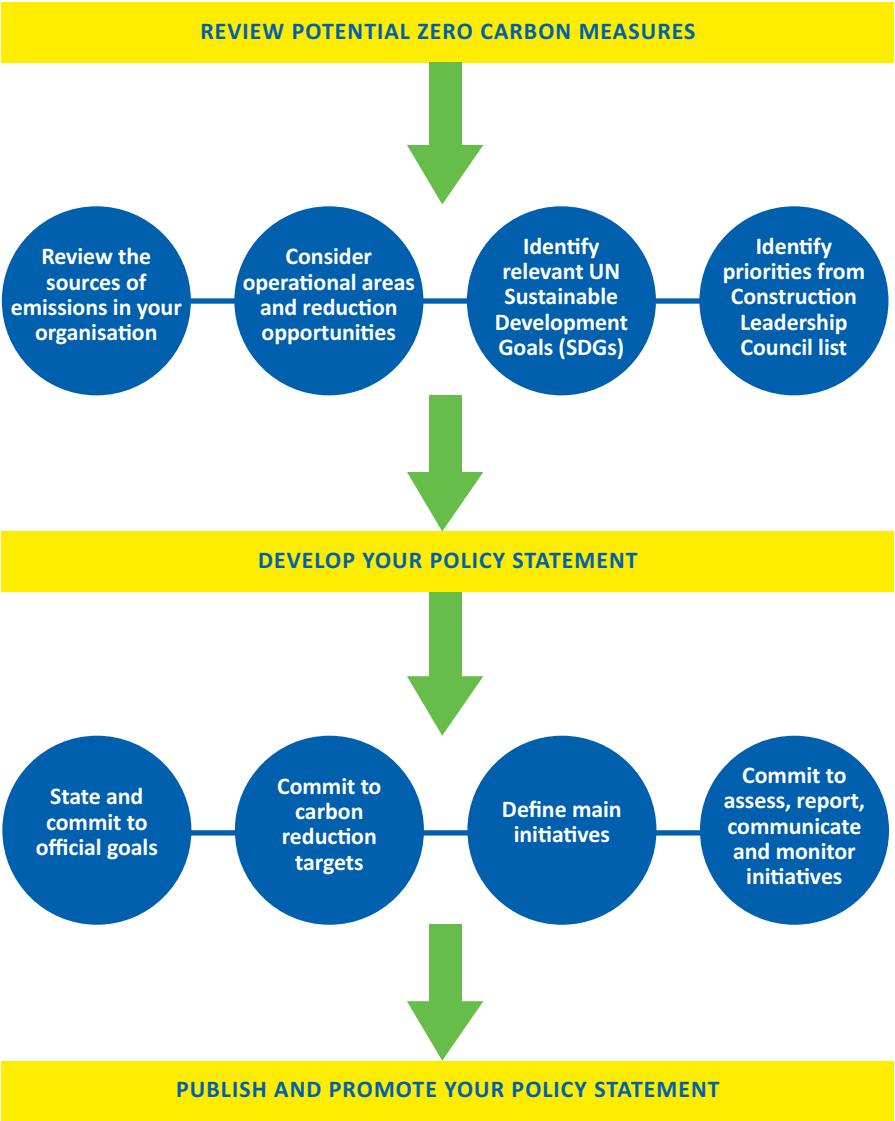 REVIEW POTENTIAL ZERO CARBON MEASURES
Review the
sources of
emissions in your
organisation
Consider
operational areas
and reduction
opportunities
Identify
relevant UN
Sustainable
Development
Goals (SDGs)
Identify
priorities from
Construction
Leadership
Council list
DEVELOP YOUR POLICY STATEMENT
State and
commit to
official goals
Commit to
carbon
reduction
targets
Define main
initiatives
Commit to
assess, report,
communicate
and monitor
initiatives
PUBLISH AND PROMOTE YOUR POLICY STATEMENT